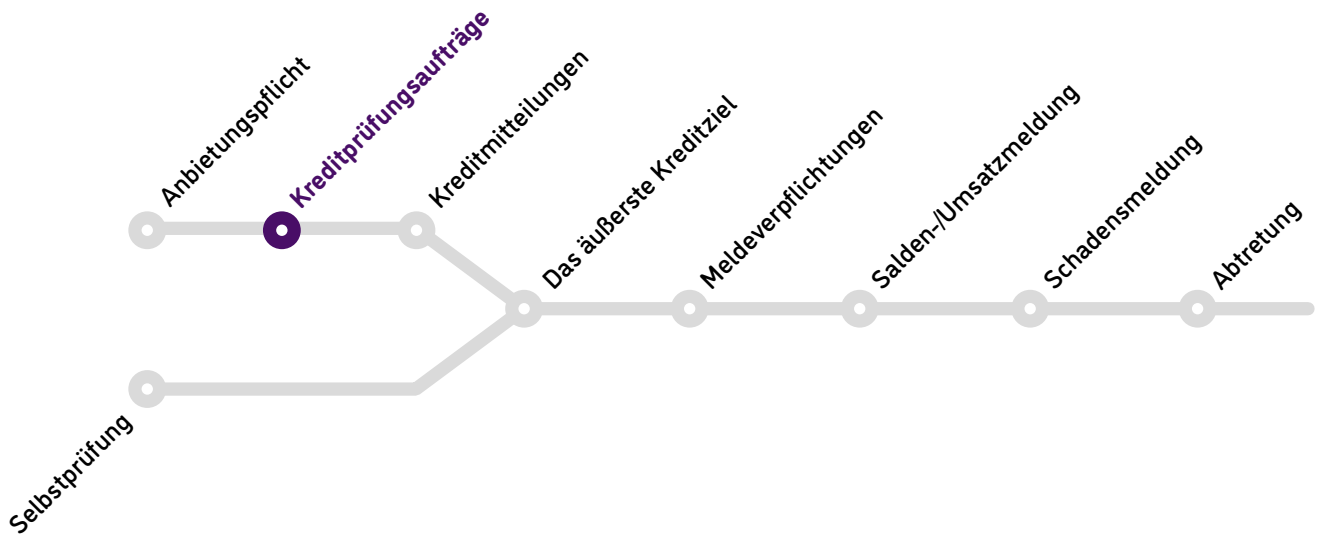 Anbietungspflicht
Kreditprüfungsaufträge
Kreditmitteilungen
Das äußerste Kreditziel
Meldeverpflichtungen
Salden-/Umsatzmeldung
Schadensmeldung
Abtretung
Selbstprüfung